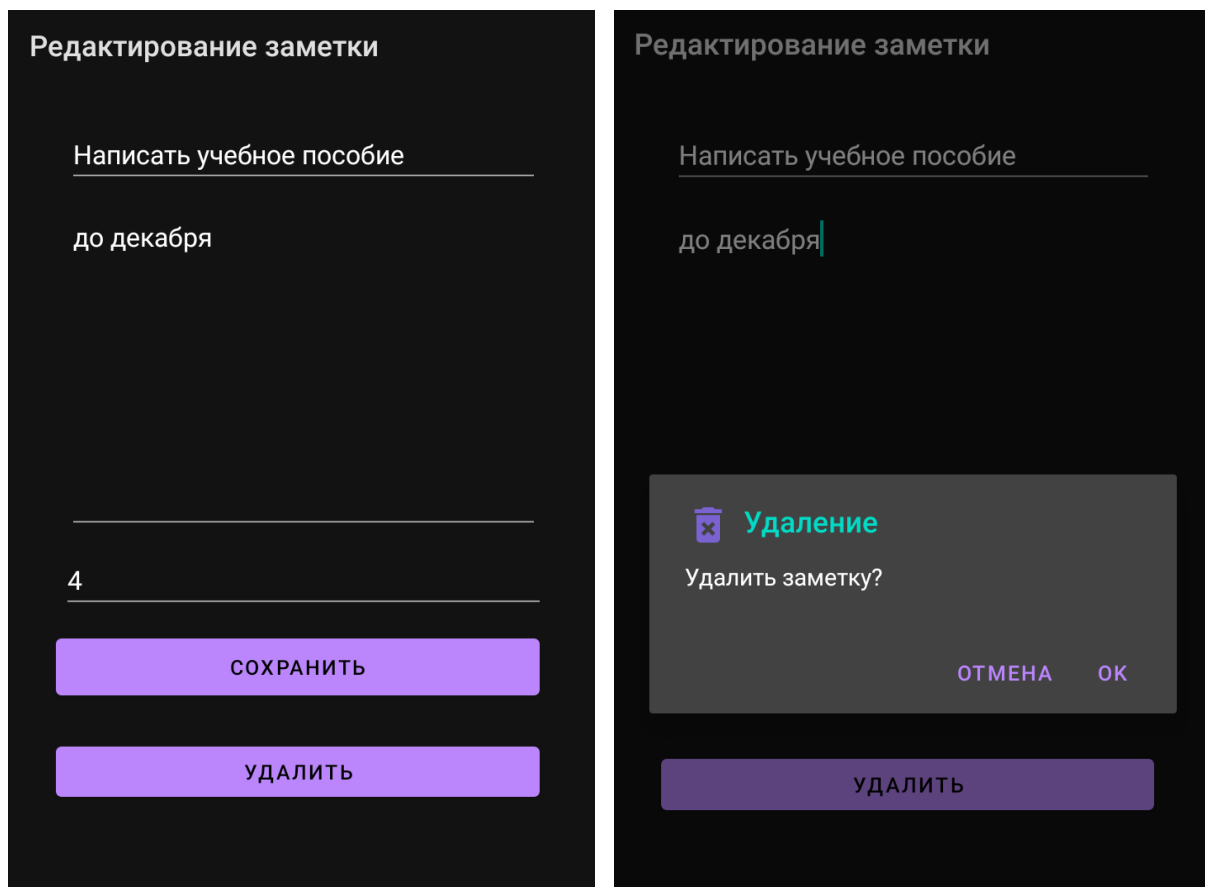 Редактирование заметки
Написать учебное пособие
до декабря
4
СОХРАНИТЬ
УДАЛИТЬ
Редактирование заметки
Написать учебное пособие
до декабря
Удаление
Удалить заметку?
ОТМЕНА OK
УДАЛИТЬ